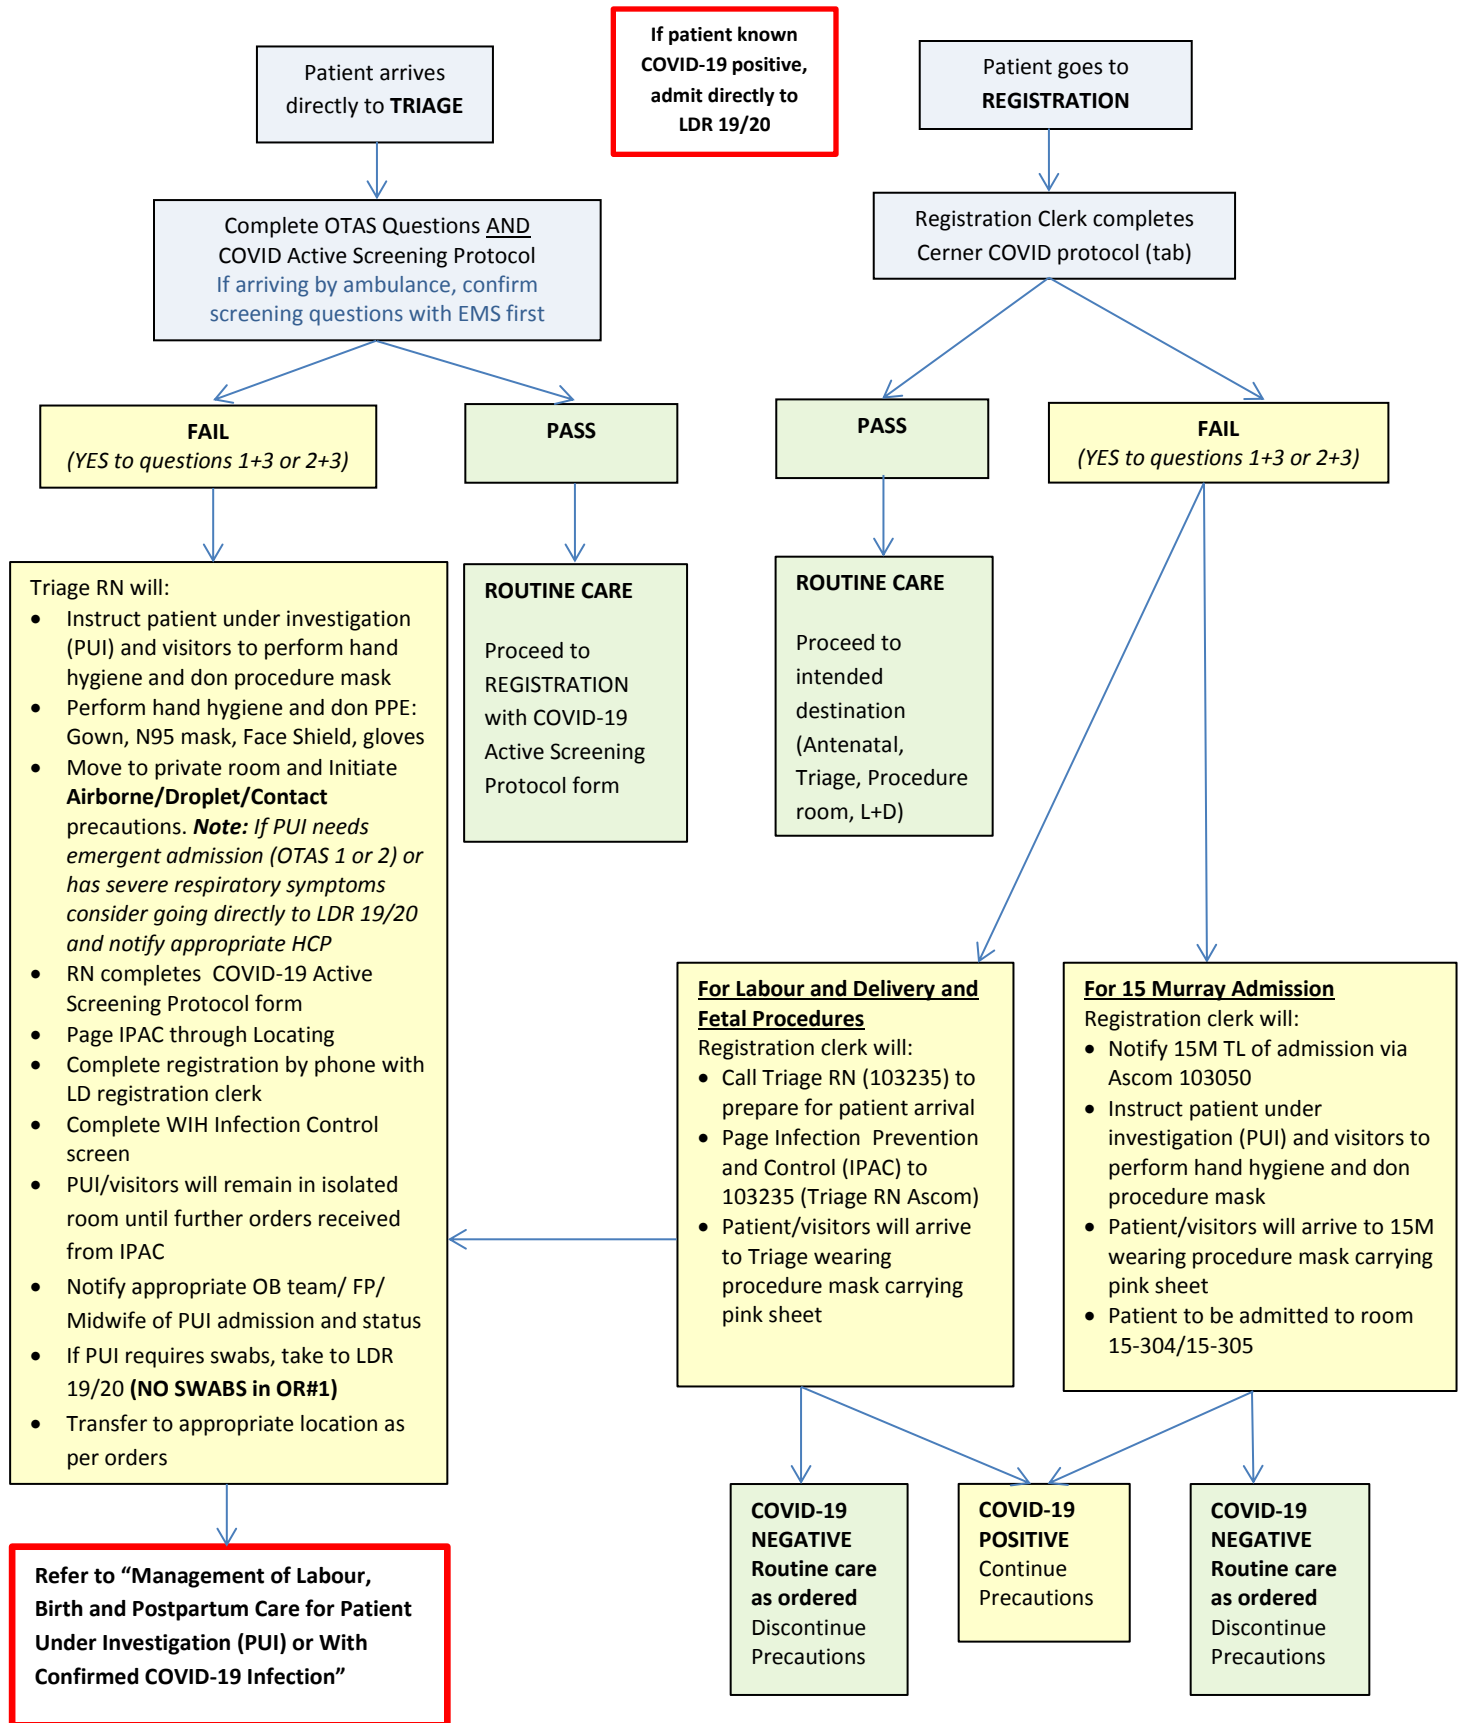 If patient known
COVID-19 positive,
admit directly to
LDR 19/20
Patient arrives
directly to TRIAGE
Patient goes to
REGISTRATION
Complete OTAS Questions AND
COVID Active Screening Protocol
If arriving by ambulance, confirm
screening questions with EMS first
Registration Clerk completes
Cerner COVID protocol (tab)
FAIL
(YES to questions 1+3 or 2+3)
PASS
PASS
FAIL
(YES to questions 1+3 or 2+3)
Triage RN will:
• Instruct patient under investigation
(PUI) and visitors to perform hand
hygiene and don procedure mask
• Perform hand hygiene and don PPE:
Gown, N95 mask, Face Shield, gloves
• Move to private room and Initiate
Airborne/Droplet/Contact
precautions. Note: If PUI needs
emergent admission (OTAS 1 or 2) or
has severe respiratory symptoms
consider going directly to LDR 19/20
and notify appropriate HCP
• RN completes COVID-19 Active
Screening Protocol form
• Page IPAC through Locating
• Complete registration by phone with
LD registration clerk
• Complete WIH Infection Control
screen
• PUI/visitors will remain in isolated
room until further orders received
from IPAC
• Notify appropriate OB team/ FP/
Midwife of PUI admission and status
• If PUI requires swabs, take to LDR
19/20 (NO SWABS in OR#1)
• Transfer to appropriate location as
per orders
ROUTINE CARE
Proceed to
REGISTRATION
with COVID-19
Active Screening
Protocol form
ROUTINE CARE
Proceed to
intended
destination
(Antenatal,
Triage, Procedure
room, L+D)
For Labour and Delivery and
Fetal Procedures
Registration clerk will:
• Call Triage RN (103235) to
prepare for patient arrival
• Page Infection Prevention
and Control (IPAC) to
103235 (Triage RN Ascom)
• Patient/visitors will arrive
to Triage wearing
procedure mask carrying
pink sheet
For 15 Murray Admission
Registration clerk will:
• Notify 15M TL of admission via
Ascom 103050
• Instruct patient under
investigation (PUI) and visitors to
perform hand hygiene and don
procedure mask
• Patient/visitors will arrive to 15M
wearing procedure mask carrying
pink sheet
• Patient to be admitted to room
15-304/15-305
Refer to “Management of Labour,
Birth and Postpartum Care for Patient
Under Investigation (PUI) or With
Confirmed COVID-19 Infection”
COVID-19
NEGATIVE
Routine care
as ordered
Discontinue
Precautions
COVID-19
POSITIVE
Continue
Precautions
COVID-19
NEGATIVE
Routine care
as ordered
Discontinue
Precautions